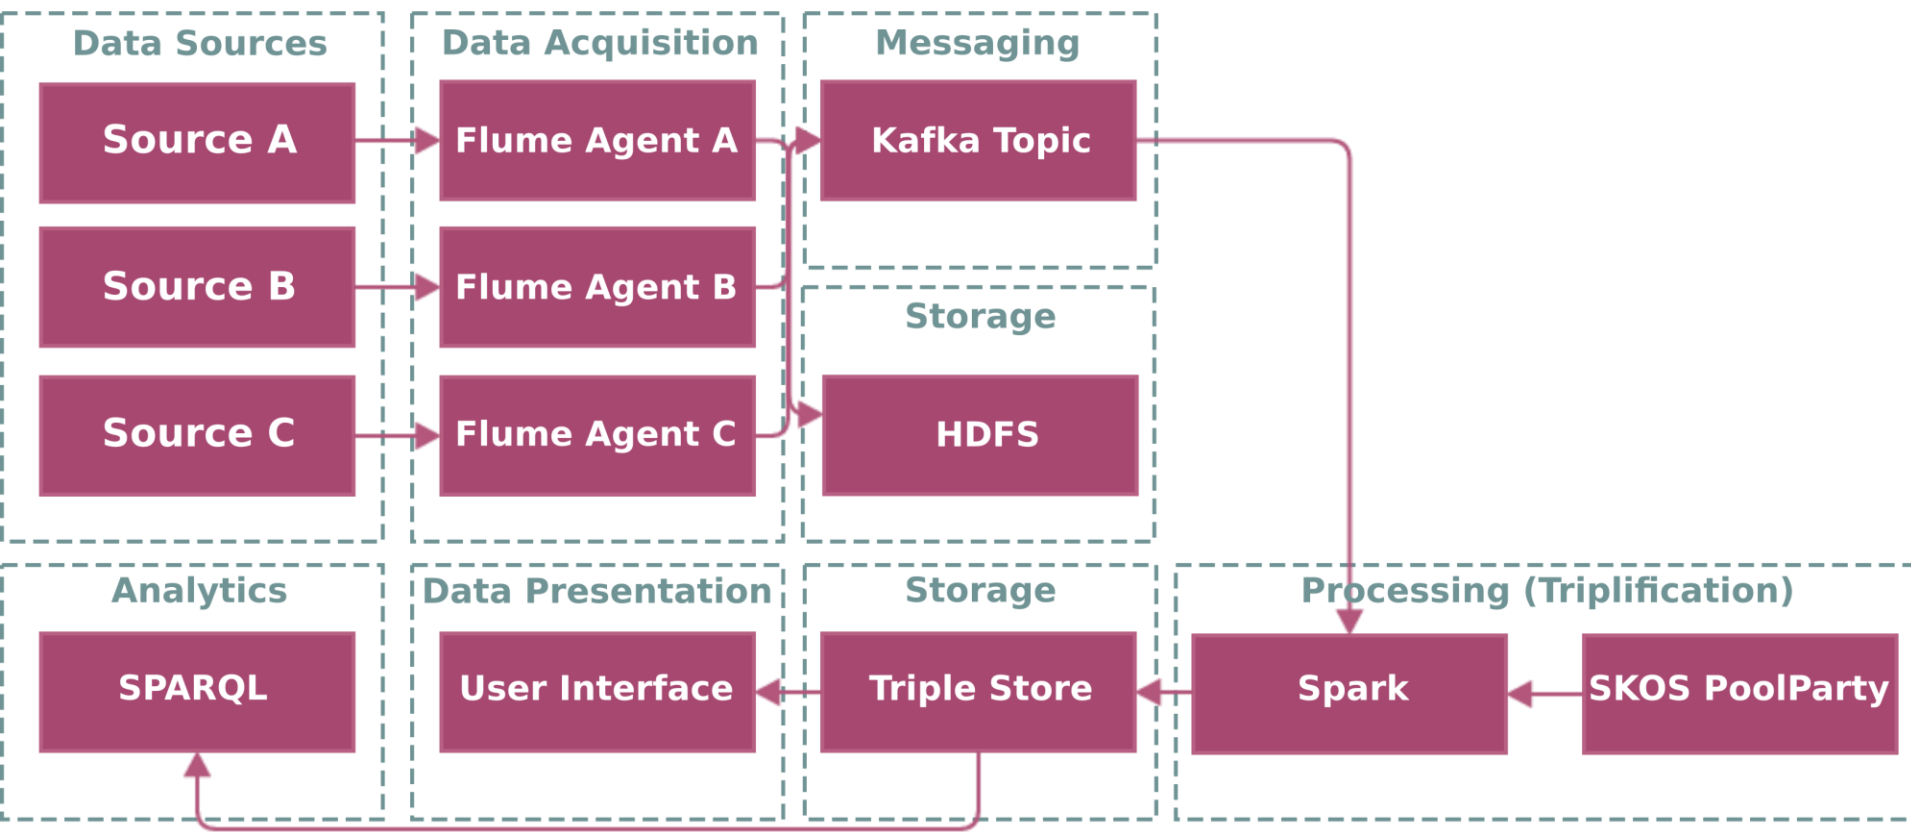 Data Sources
Source A
Source B
Source C
Data Acquisition
Flume Agent A
Flume Agent B
Flume Agent C
Messaging
Kafka Topic
Storage
HDFS
Analytics
SPARQL
Data Presentation
User Interface
Storage
Triple Store
Processing (Triplification)
Spark
SKOS PoolParty